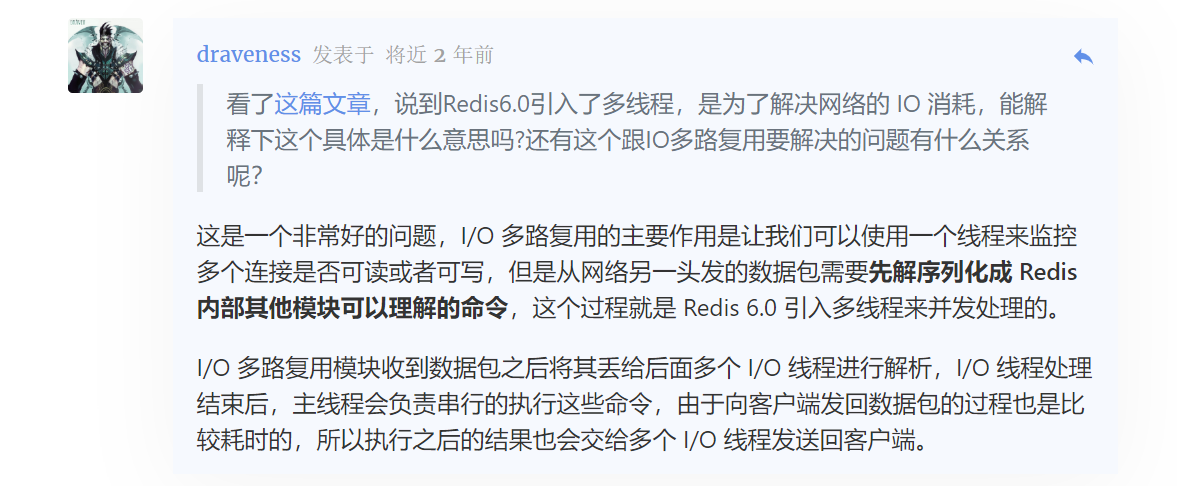 draveness 发表于 将近 2 年前
看了这篇文章，说到Redis6.0引入了多线程，是为了解决网络的 IO 消耗，能解
释下这个具体是什么意思吗?还有这个跟IO多路复用要解决的问题有什么关系
呢？
这是一个非常好的问题，I/O 多路复用的主要作用是让我们可以使用一个线程来监控
多个连接是否可读或者可写，但是从网络另一头发的数据包需要先解序列化成 Redis
内部其他模块可以理解的命令，这个过程就是 Redis 6.0 引入多线程来并发处理的。
I/O 多路复用模块收到数据包之后将其丢给后面多个 I/O 线程进行解析，I/O 线程处理
结束后，主线程会负责串行的执行这些命令，由于向客户端发回数据包的过程也是比
较耗时的，所以执行之后的结果也会交给多个 I/O 线程发送回客户端。